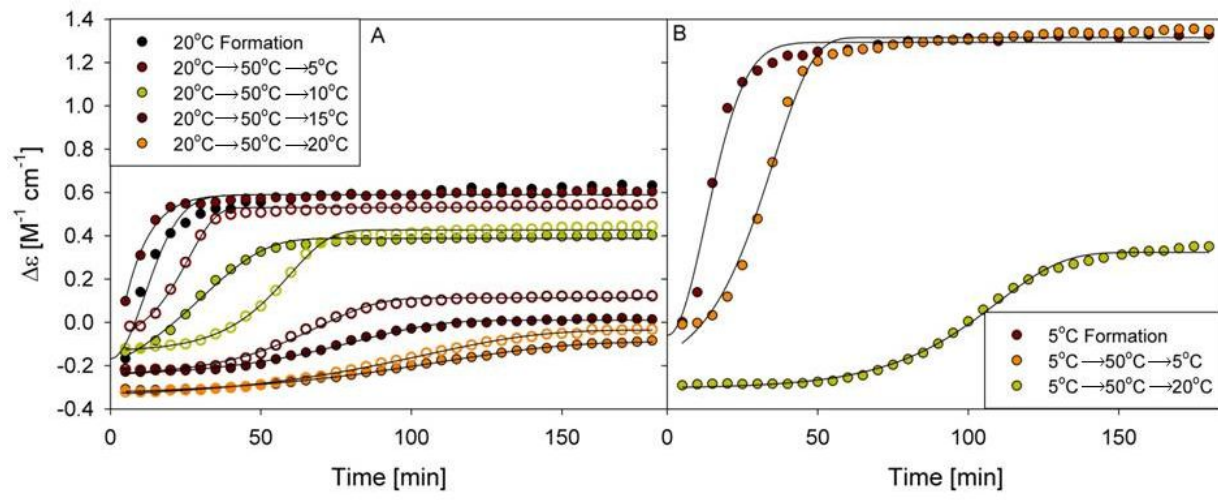 1.4
1.2
1.0
0.8
0.6
0.4
0.2
0.0
-0.2
-0.4
Δε [M⁻¹ cm⁻¹]
A
20°C Formation
20°C→50°C→5°C
20°C→50°C→10°C
20°C→50°C→15°C
20°C→50°C→20°C
0 50 100 150
Time [min]
B
5°C Formation
5°C→50°C→5°C
5°C→50°C→20°C
0 50 100 150
Time [min]